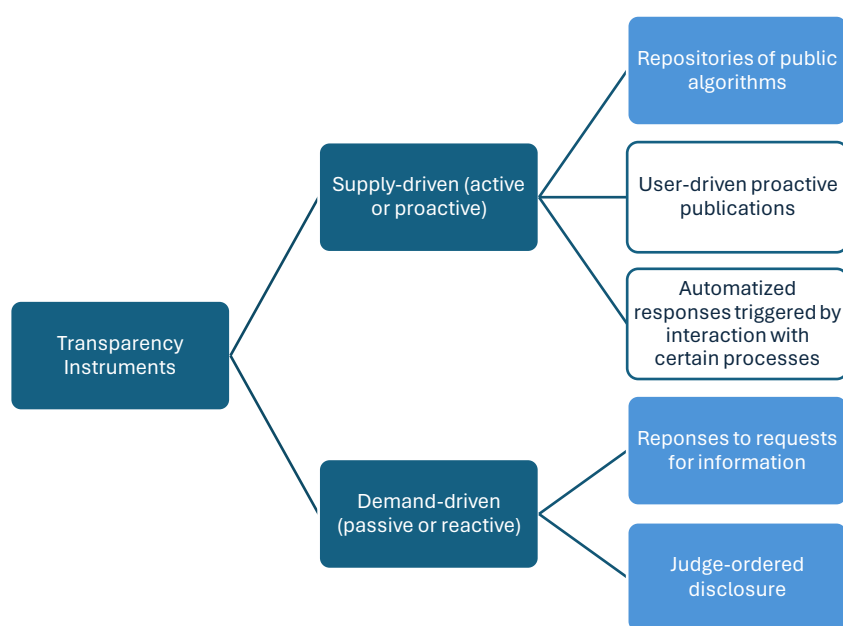 Repositories of public
algorithms
Supply-driven (active
or proactive)
User-driven proactive
publications
Automatized
responses triggered by
interaction with
certain processes
Transparency
Instruments
Reponses to requests
for information
Demand-driven
(passive or reactive)
Judge-ordered
disclosure